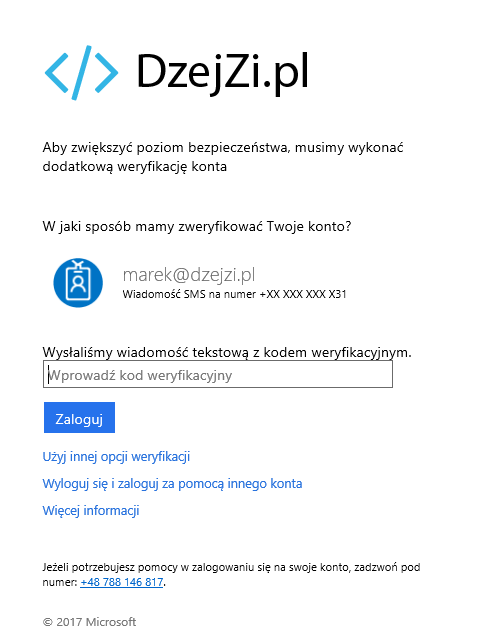 </> DzejZi.pl
Aby zwiększyć poziom bezpieczeństwa, musimy wykonać
dodatkową weryfikację konta
W jaki sposób mamy zweryfikować Twoje konto?
marek@dzejzi.pl
Wiadomość SMS na numer +XX XXX XXX X31
Wysłaliśmy wiadomość tekstową z kodem weryfikacyjnym.
Wprowadź kod weryfikacyjny
Zaloguj
Użyj innej opcji weryfikacji
Wyloguj się i zaloguj za pomocą innego konta
Więcej informacji
Jeżeli potrzebujesz pomocy w zalogowaniu się na swoje konto, zadzwoń pod
numer: +48 788 146 817.
© 2017 Microsoft